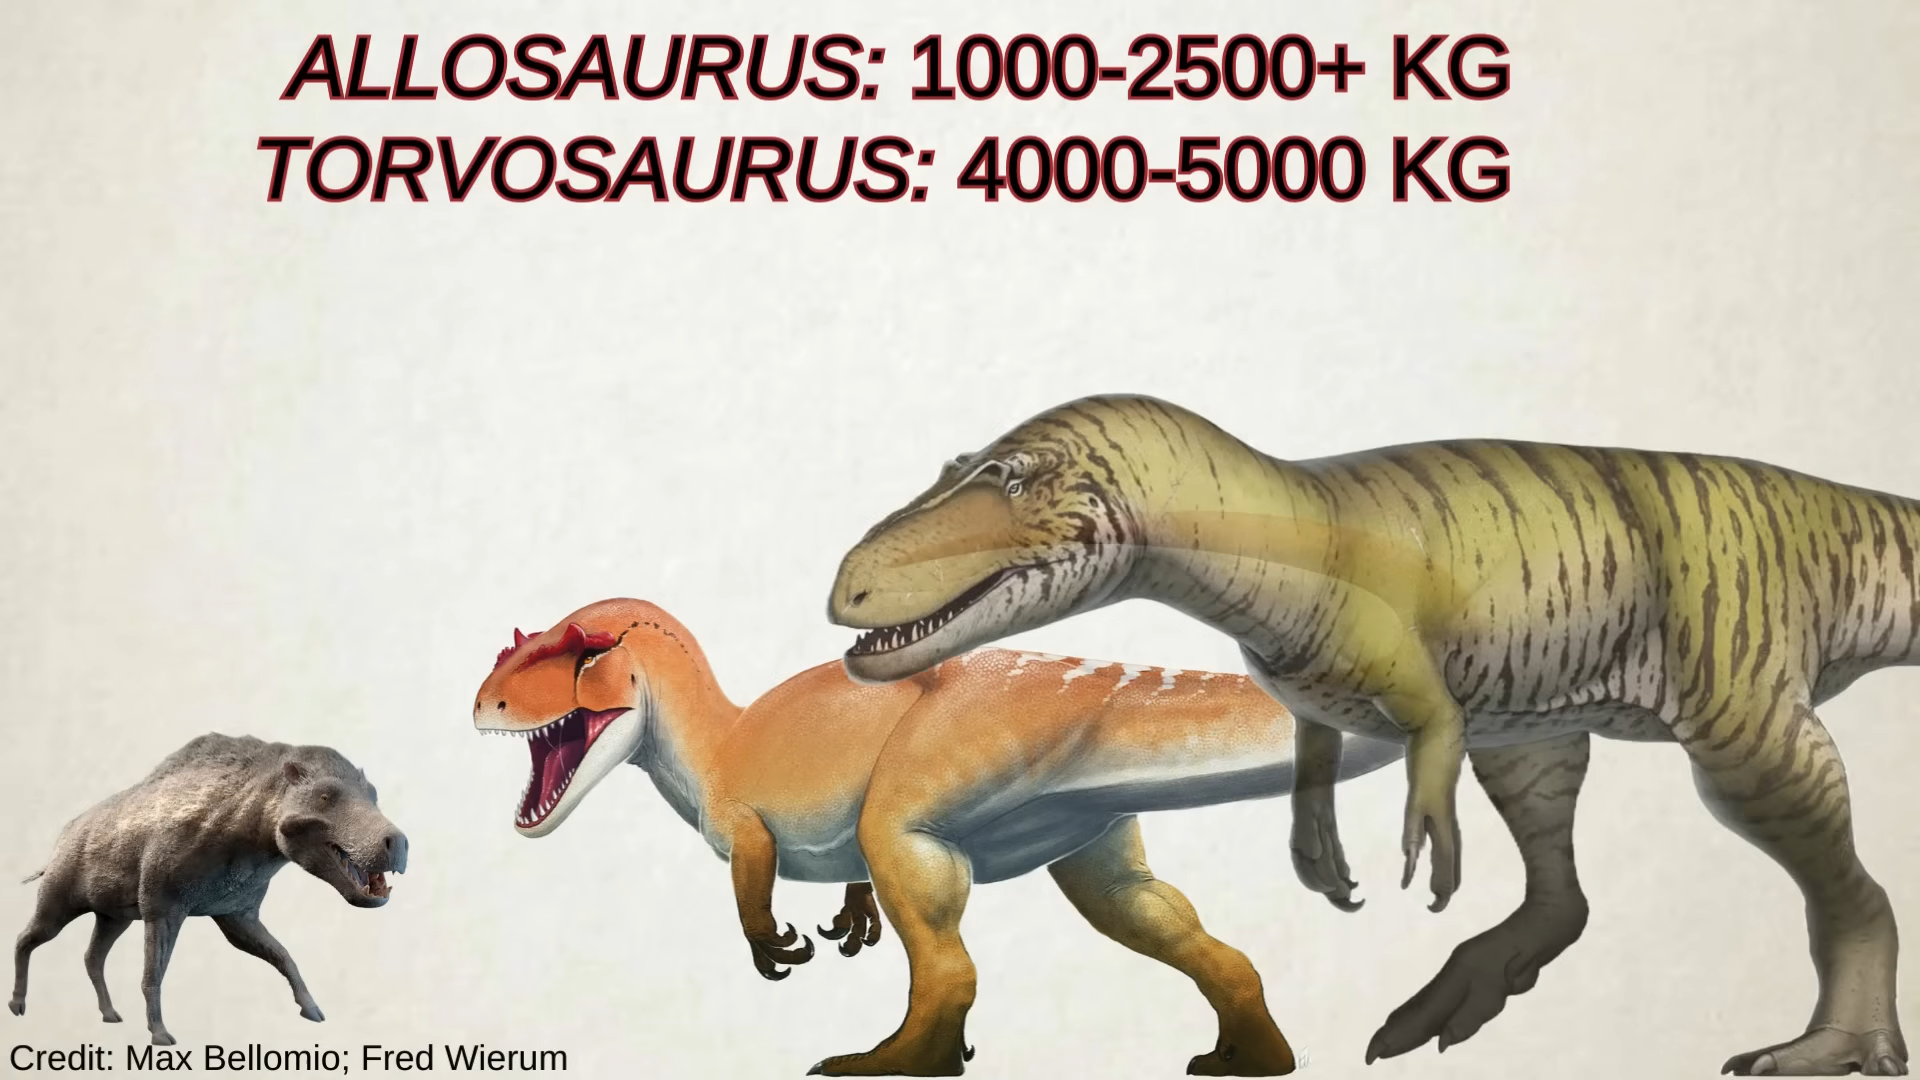 ALLOSAURUS: 1000-2500+ KG
TORVOSAURUS: 4000-5000 KG
Credit: Max Bellomio; Fred Wierum